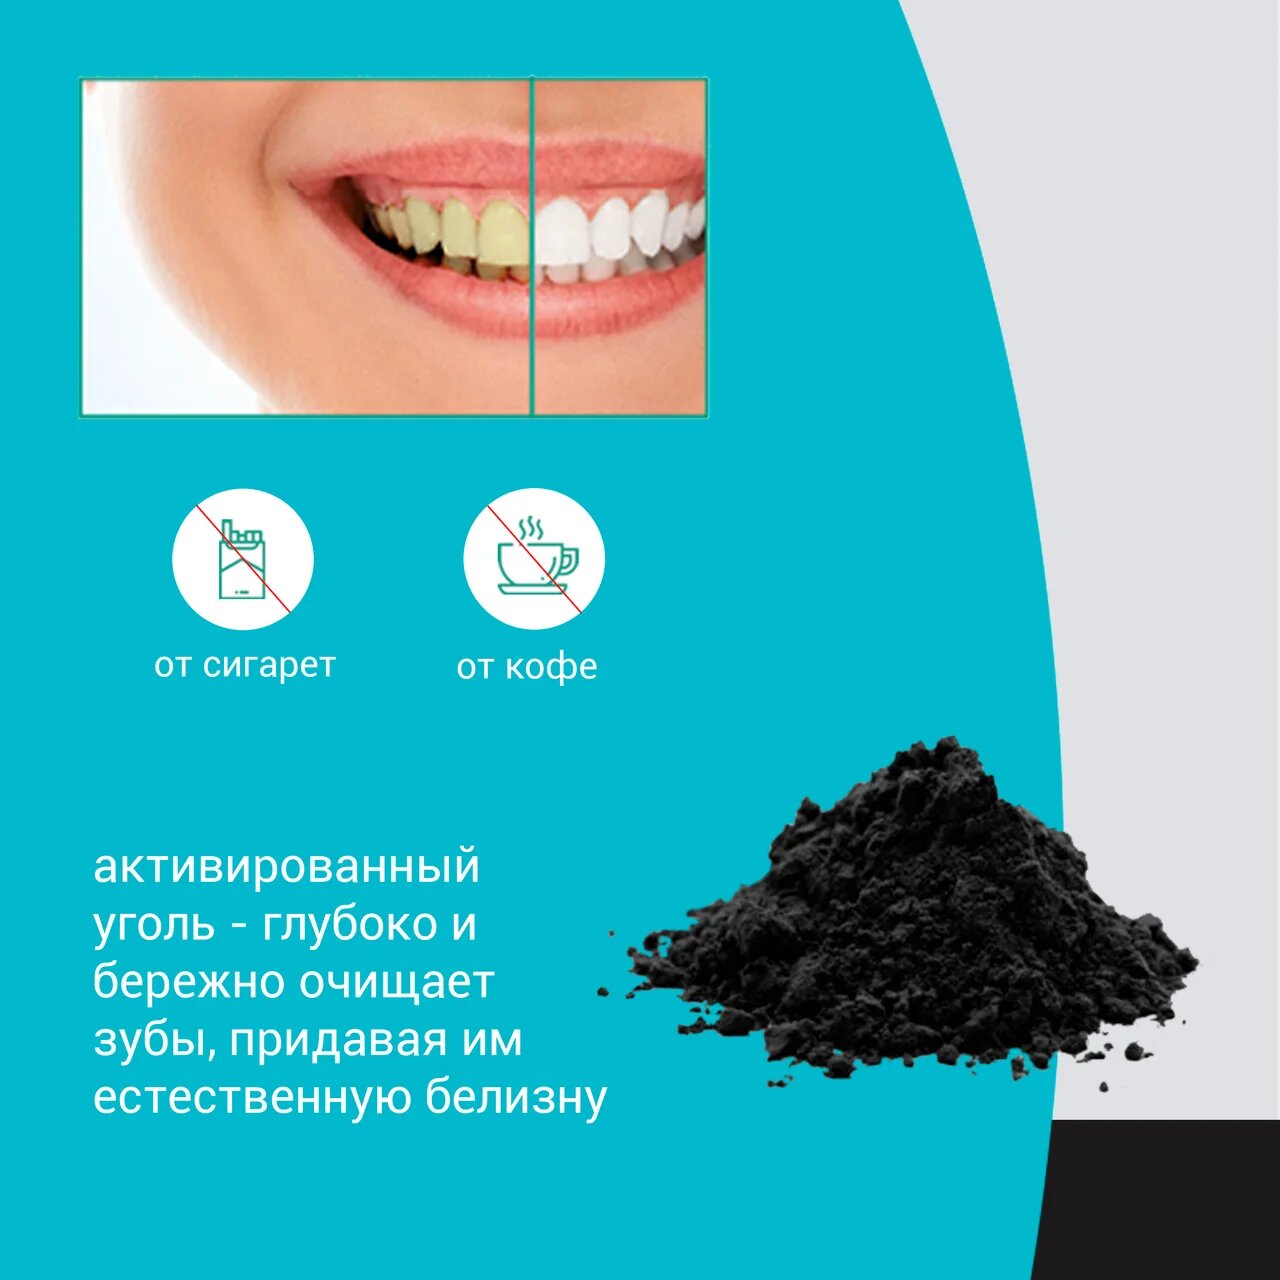 от сигарет
от кофе
активированный
уголь - глубоко и
бережно очищает
зубы, придавая им
естественную белизну